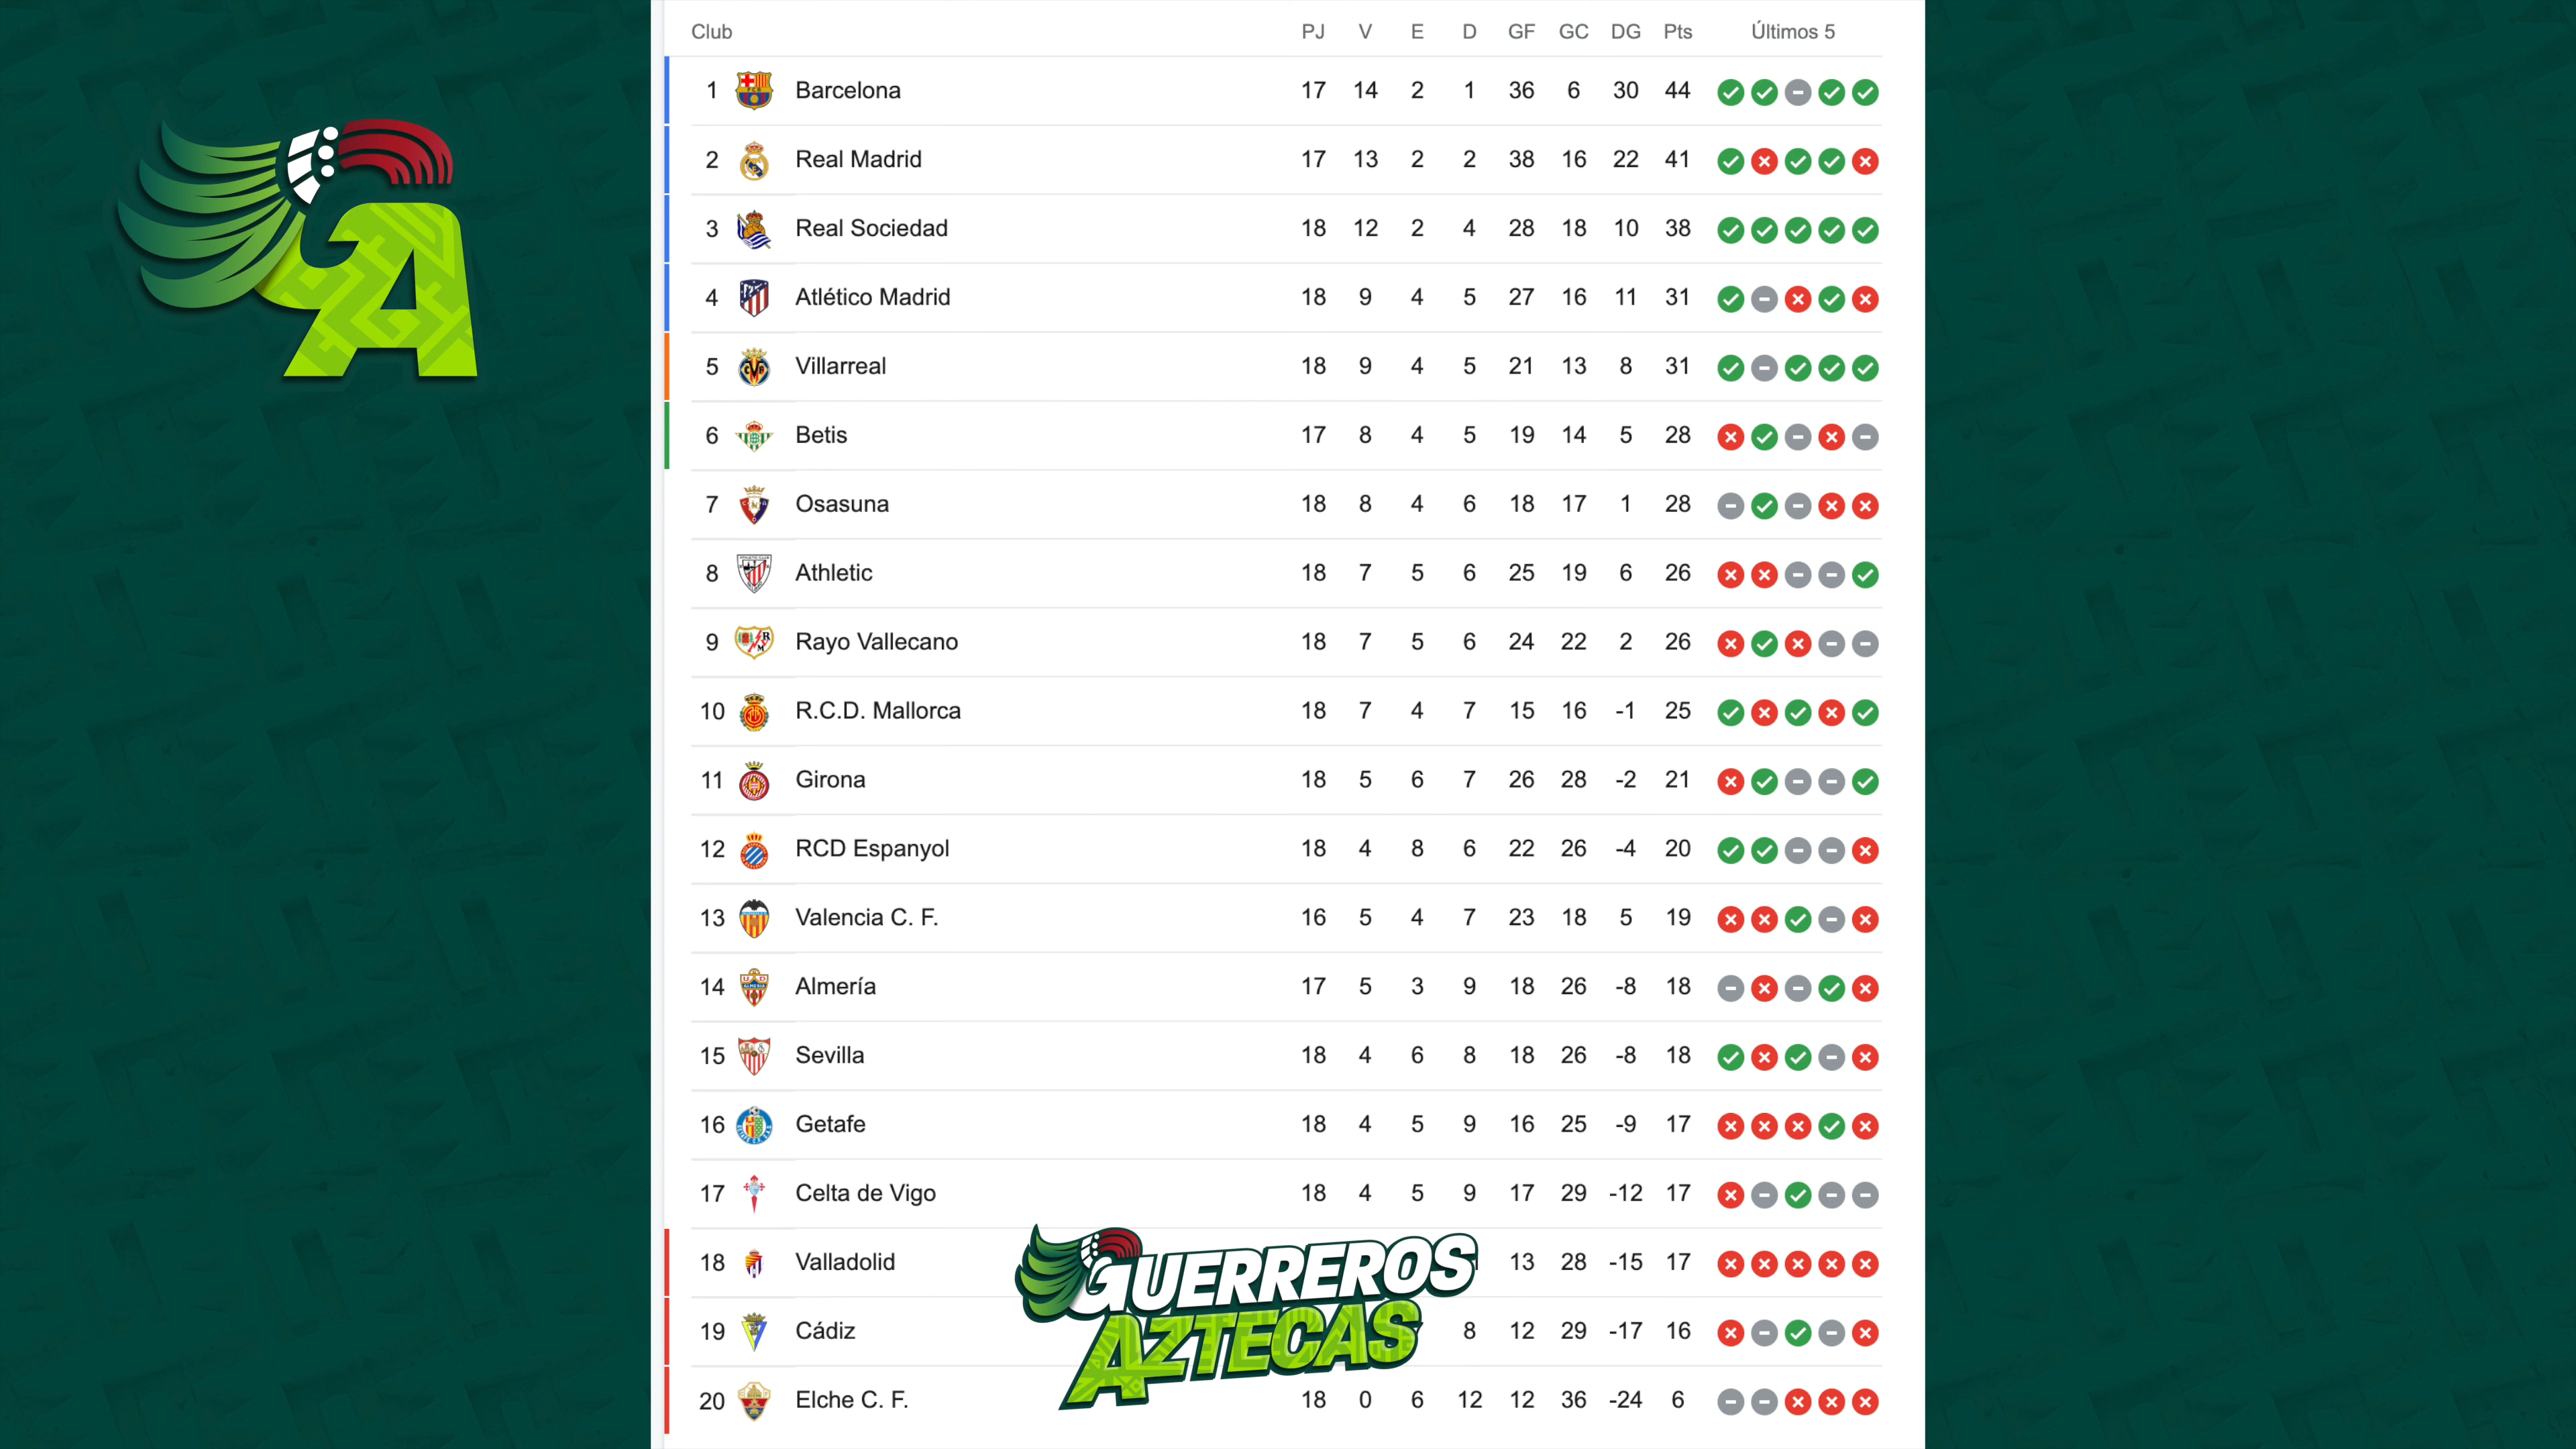 Club PJ V E D GF GC DG Pts Últimos 5
1 Barcelona 17 14 2 1 36 6 30 44
2 Real Madrid 17 13 2 2 38 16 22 41
3 Real Sociedad 18 12 2 4 28 18 10 38
4 Atlético Madrid 18 9 4 5 27 16 11 31
5 Villarreal 18 9 4 5 21 13 8 31
6 Betis 17 8 4 5 19 14 5 28
7 Osasuna 18 8 4 6 18 17 1 28
8 Athletic 18 7 5 6 25 19 6 26
9 Rayo Vallecano 18 7 5 6 24 22 2 26
10 R.C.D. Mallorca 18 7 4 7 15 16 -1 25
11 Girona 18 5 6 7 26 28 -2 21
12 RCD Espanyol 18 4 8 6 22 26 -4 20
13 Valencia C. F. 16 5 4 7 23 18 5 19
14 Almería 17 5 3 9 18 26 -8 18
15 Sevilla 18 4 6 8 18 26 -8 18
16 Getafe 18 4 5 9 16 25 -9 17
17 Celta de Vigo 18 4 5 9 17 29 -12 17
18 Valladolid 13 28 -15 17
19 Cádiz 8 12 29 -17 16
20 Elche C. F. 18 0 6 12 12 36 -24 6
GA
GUERREROS
AZTECAS